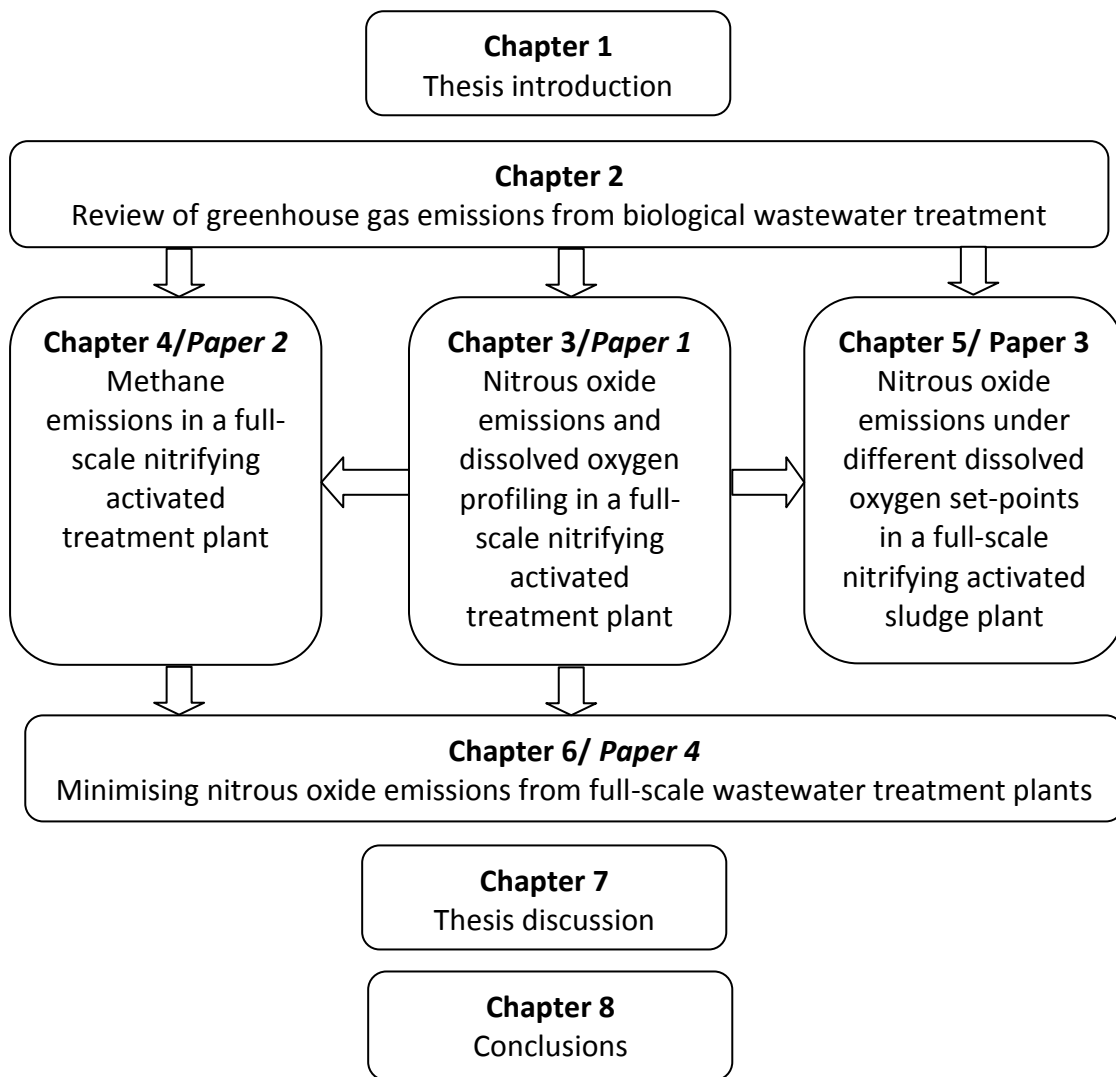 Chapter 1
Thesis introduction
Chapter 2
Review of greenhouse gas emissions from biological wastewater treatment
Chapter 4/Paper 2
Methane
emissions in a full-
scale nitrifying
activated
treatment plant
Chapter 3/Paper 1
Nitrous oxide
emissions and
dissolved oxygen
profiling in a full-
scale nitrifying
activated
treatment plant
Chapter 5/ Paper 3
Nitrous oxide
emissions under
different dissolved
oxygen set-points
in a full-scale
nitrifying activated
sludge plant
Chapter 6/ Paper 4
Minimising nitrous oxide emissions from full-scale wastewater treatment plants
Chapter 7
Thesis discussion
Chapter 8
Conclusions